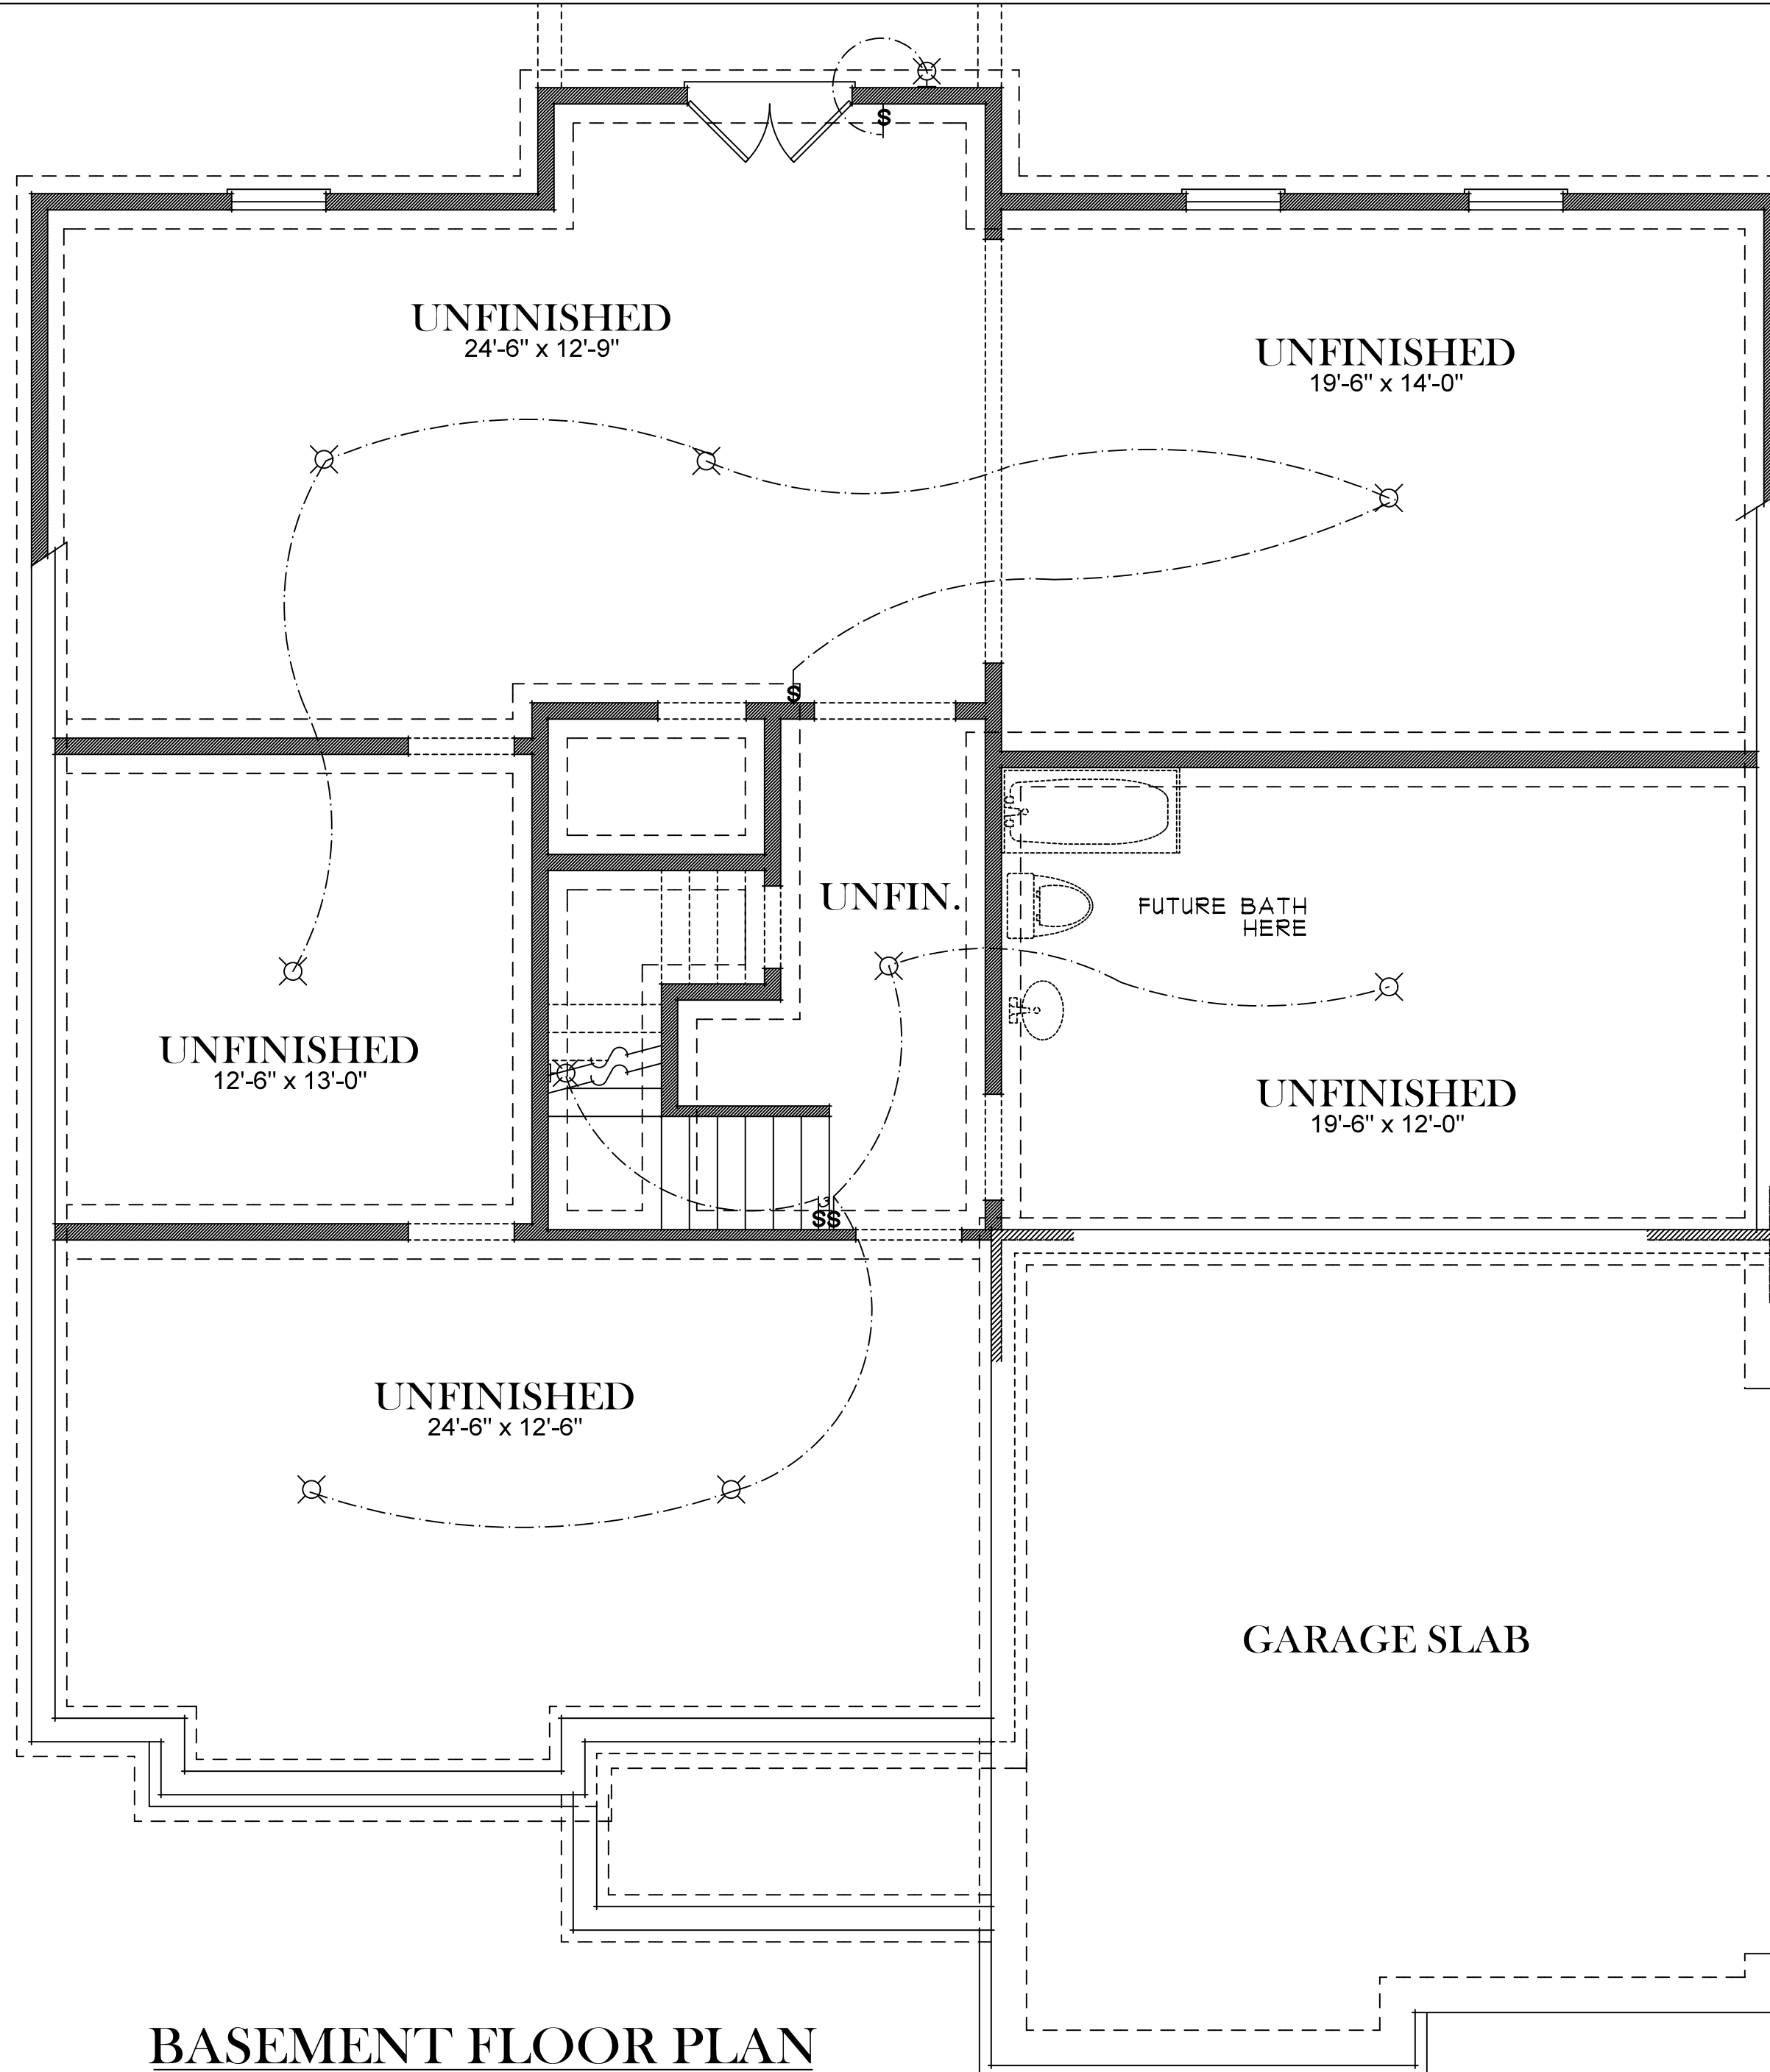 $
UNFINISHED
24'-6" x 12'-9"
UNFINISHED
19'-6" x 14'-0"
$
UNFIN.
FUTURE BATH
HERE
UNFINISHED
12'-6" x 13'-0"
UNFINISHED
19'-6" x 12'-0"
3
$$
UNFINISHED
24'-6" x 12'-6"
GARAGE SLAB
BASEMENT FLOOR PLAN